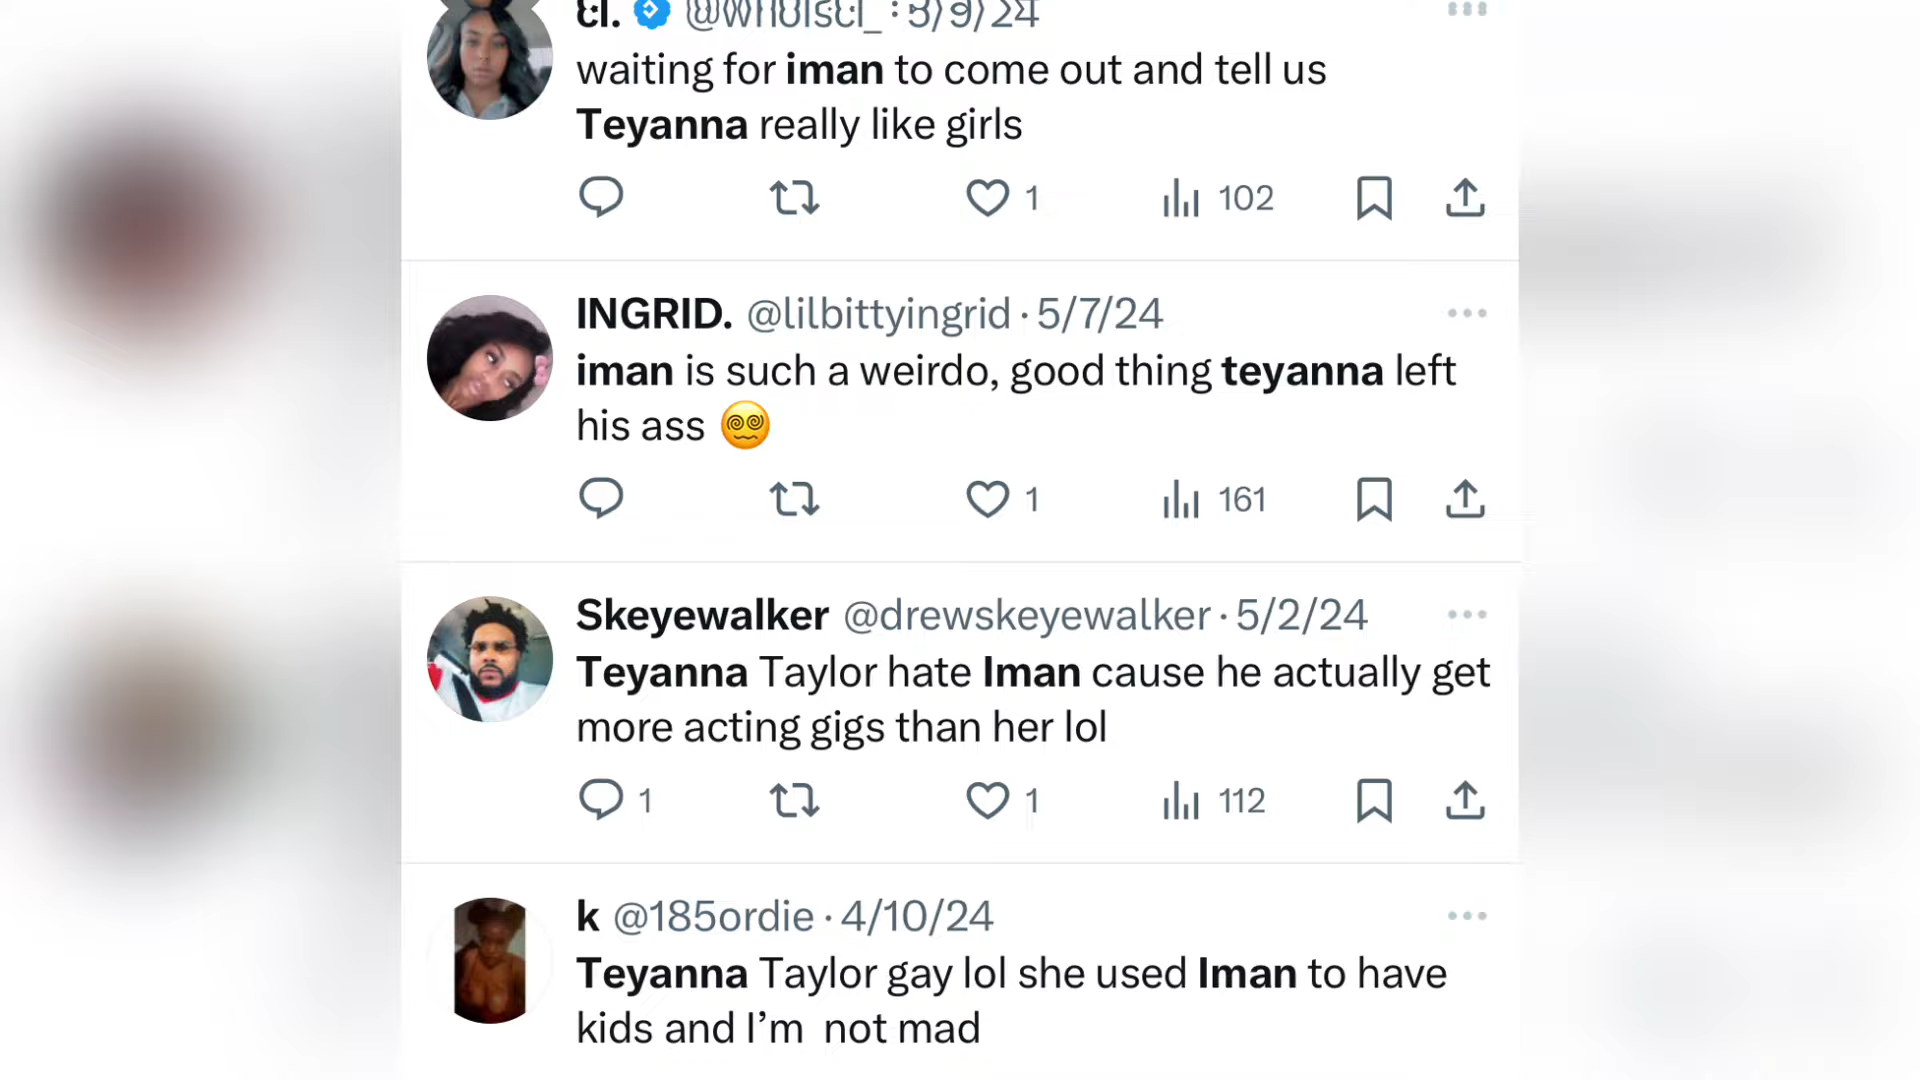 waiting for iman to come out and tell us
Teyanna really like girls
1 102
INGRID. @lilbittyingrid · 5/7/24
iman is such a weirdo, good thing teyanna left
his ass 😵‍💫
1 161
Skeyewalker @drewskeyewalker · 5/2/24
Teyanna Taylor hate Iman cause he actually get
more acting gigs than her lol
1 1 112
k @185ordie · 4/10/24
Teyanna Taylor gay lol she used Iman to have
kids and I’m  not mad